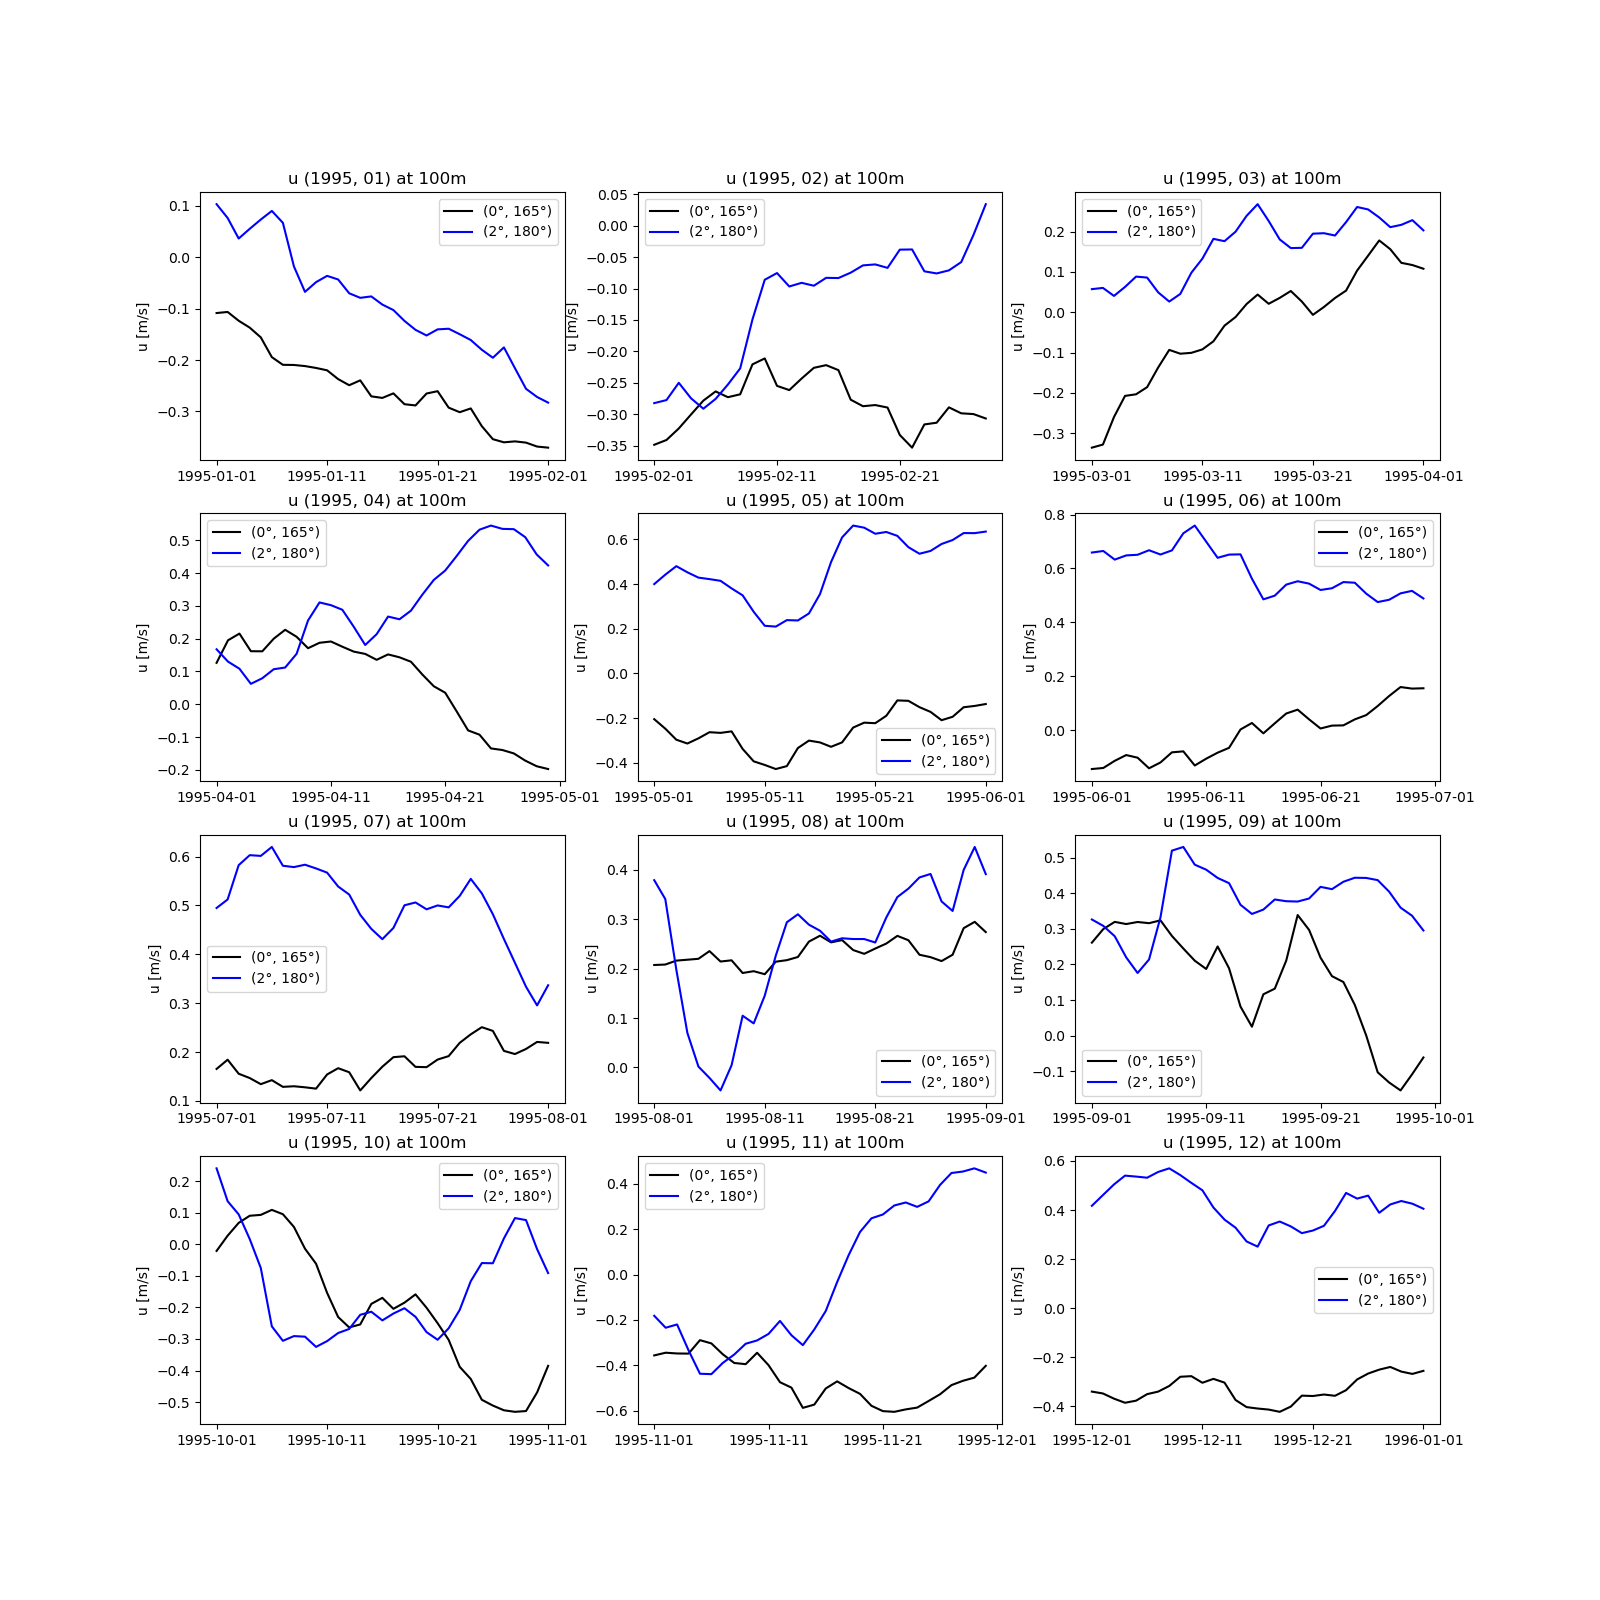 u (1995, 01) at 100m
u [m/s]
0.1
0.0
−0.1
−0.2
−0.3
(0°, 165°)
(2°, 180°)
1995-01-01 1995-01-11 1995-01-21 1995-02-01
u (1995, 02) at 100m
u [m/s]
0.05
0.00
−0.05
−0.10
−0.15
−0.20
−0.25
−0.30
−0.35
(0°, 165°)
(2°, 180°)
1995-02-01 1995-02-11 1995-02-21
u (1995, 03) at 100m
u [m/s]
0.2
0.1
0.0
−0.1
−0.2
−0.3
(0°, 165°)
(2°, 180°)
1995-03-01 1995-03-11 1995-03-21 1995-04-01
u (1995, 04) at 100m
u [m/s]
0.5
0.4
0.3
0.2
0.1
0.0
−0.1
−0.2
(0°, 165°)
(2°, 180°)
1995-04-01 1995-04-11 1995-04-21 1995-05-01
u (1995, 05) at 100m
u [m/s]
0.6
0.4
0.2
0.0
−0.2
−0.4
(0°, 165°)
(2°, 180°)
1995-05-01 1995-05-11 1995-05-21 1995-06-01
u (1995, 06) at 100m
u [m/s]
0.8
0.6
0.4
0.2
0.0
(0°, 165°)
(2°, 180°)
1995-06-01 1995-06-11 1995-06-21 1995-07-01
u (1995, 07) at 100m
u [m/s]
0.6
0.5
0.4
0.3
0.2
0.1
(0°, 165°)
(2°, 180°)
1995-07-01 1995-07-11 1995-07-21 1995-08-01
u (1995, 08) at 100m
u [m/s]
0.4
0.3
0.2
0.1
0.0
(0°, 165°)
(2°, 180°)
1995-08-01 1995-08-11 1995-08-21 1995-09-01
u (1995, 09) at 100m
u [m/s]
0.5
0.4
0.3
0.2
0.1
0.0
−0.1
(0°, 165°)
(2°, 180°)
1995-09-01 1995-09-11 1995-09-21 1995-10-01
u (1995, 10) at 100m
u [m/s]
0.2
0.1
0.0
−0.1
−0.2
−0.3
−0.4
−0.5
(0°, 165°)
(2°, 180°)
1995-10-01 1995-10-11 1995-10-21 1995-11-01
u (1995, 11) at 100m
u [m/s]
0.4
0.2
0.0
−0.2
−0.4
−0.6
(0°, 165°)
(2°, 180°)
1995-11-01 1995-11-11 1995-11-21 1995-12-01
u (1995, 12) at 100m
u [m/s]
0.6
0.4
0.2
0.0
−0.2
−0.4
(0°, 165°)
(2°, 180°)
1995-12-01 1995-12-11 1995-12-21 1996-01-01